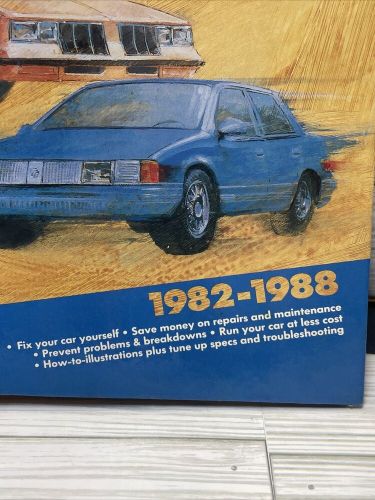 1982-1988
• Fix your car yourself • Save money on repairs and maintenance
• Prevent problems & breakdowns • Run your car at less cost
• How-to-illustrations plus tune up specs and troubleshooting